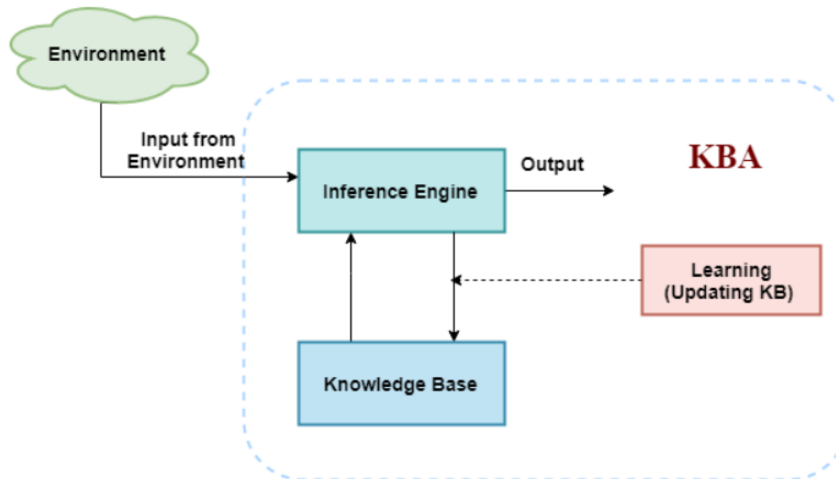 Environment
Input from
Environment
Inference Engine
Output
KBA
Learning
(Updating KB)
Knowledge Base